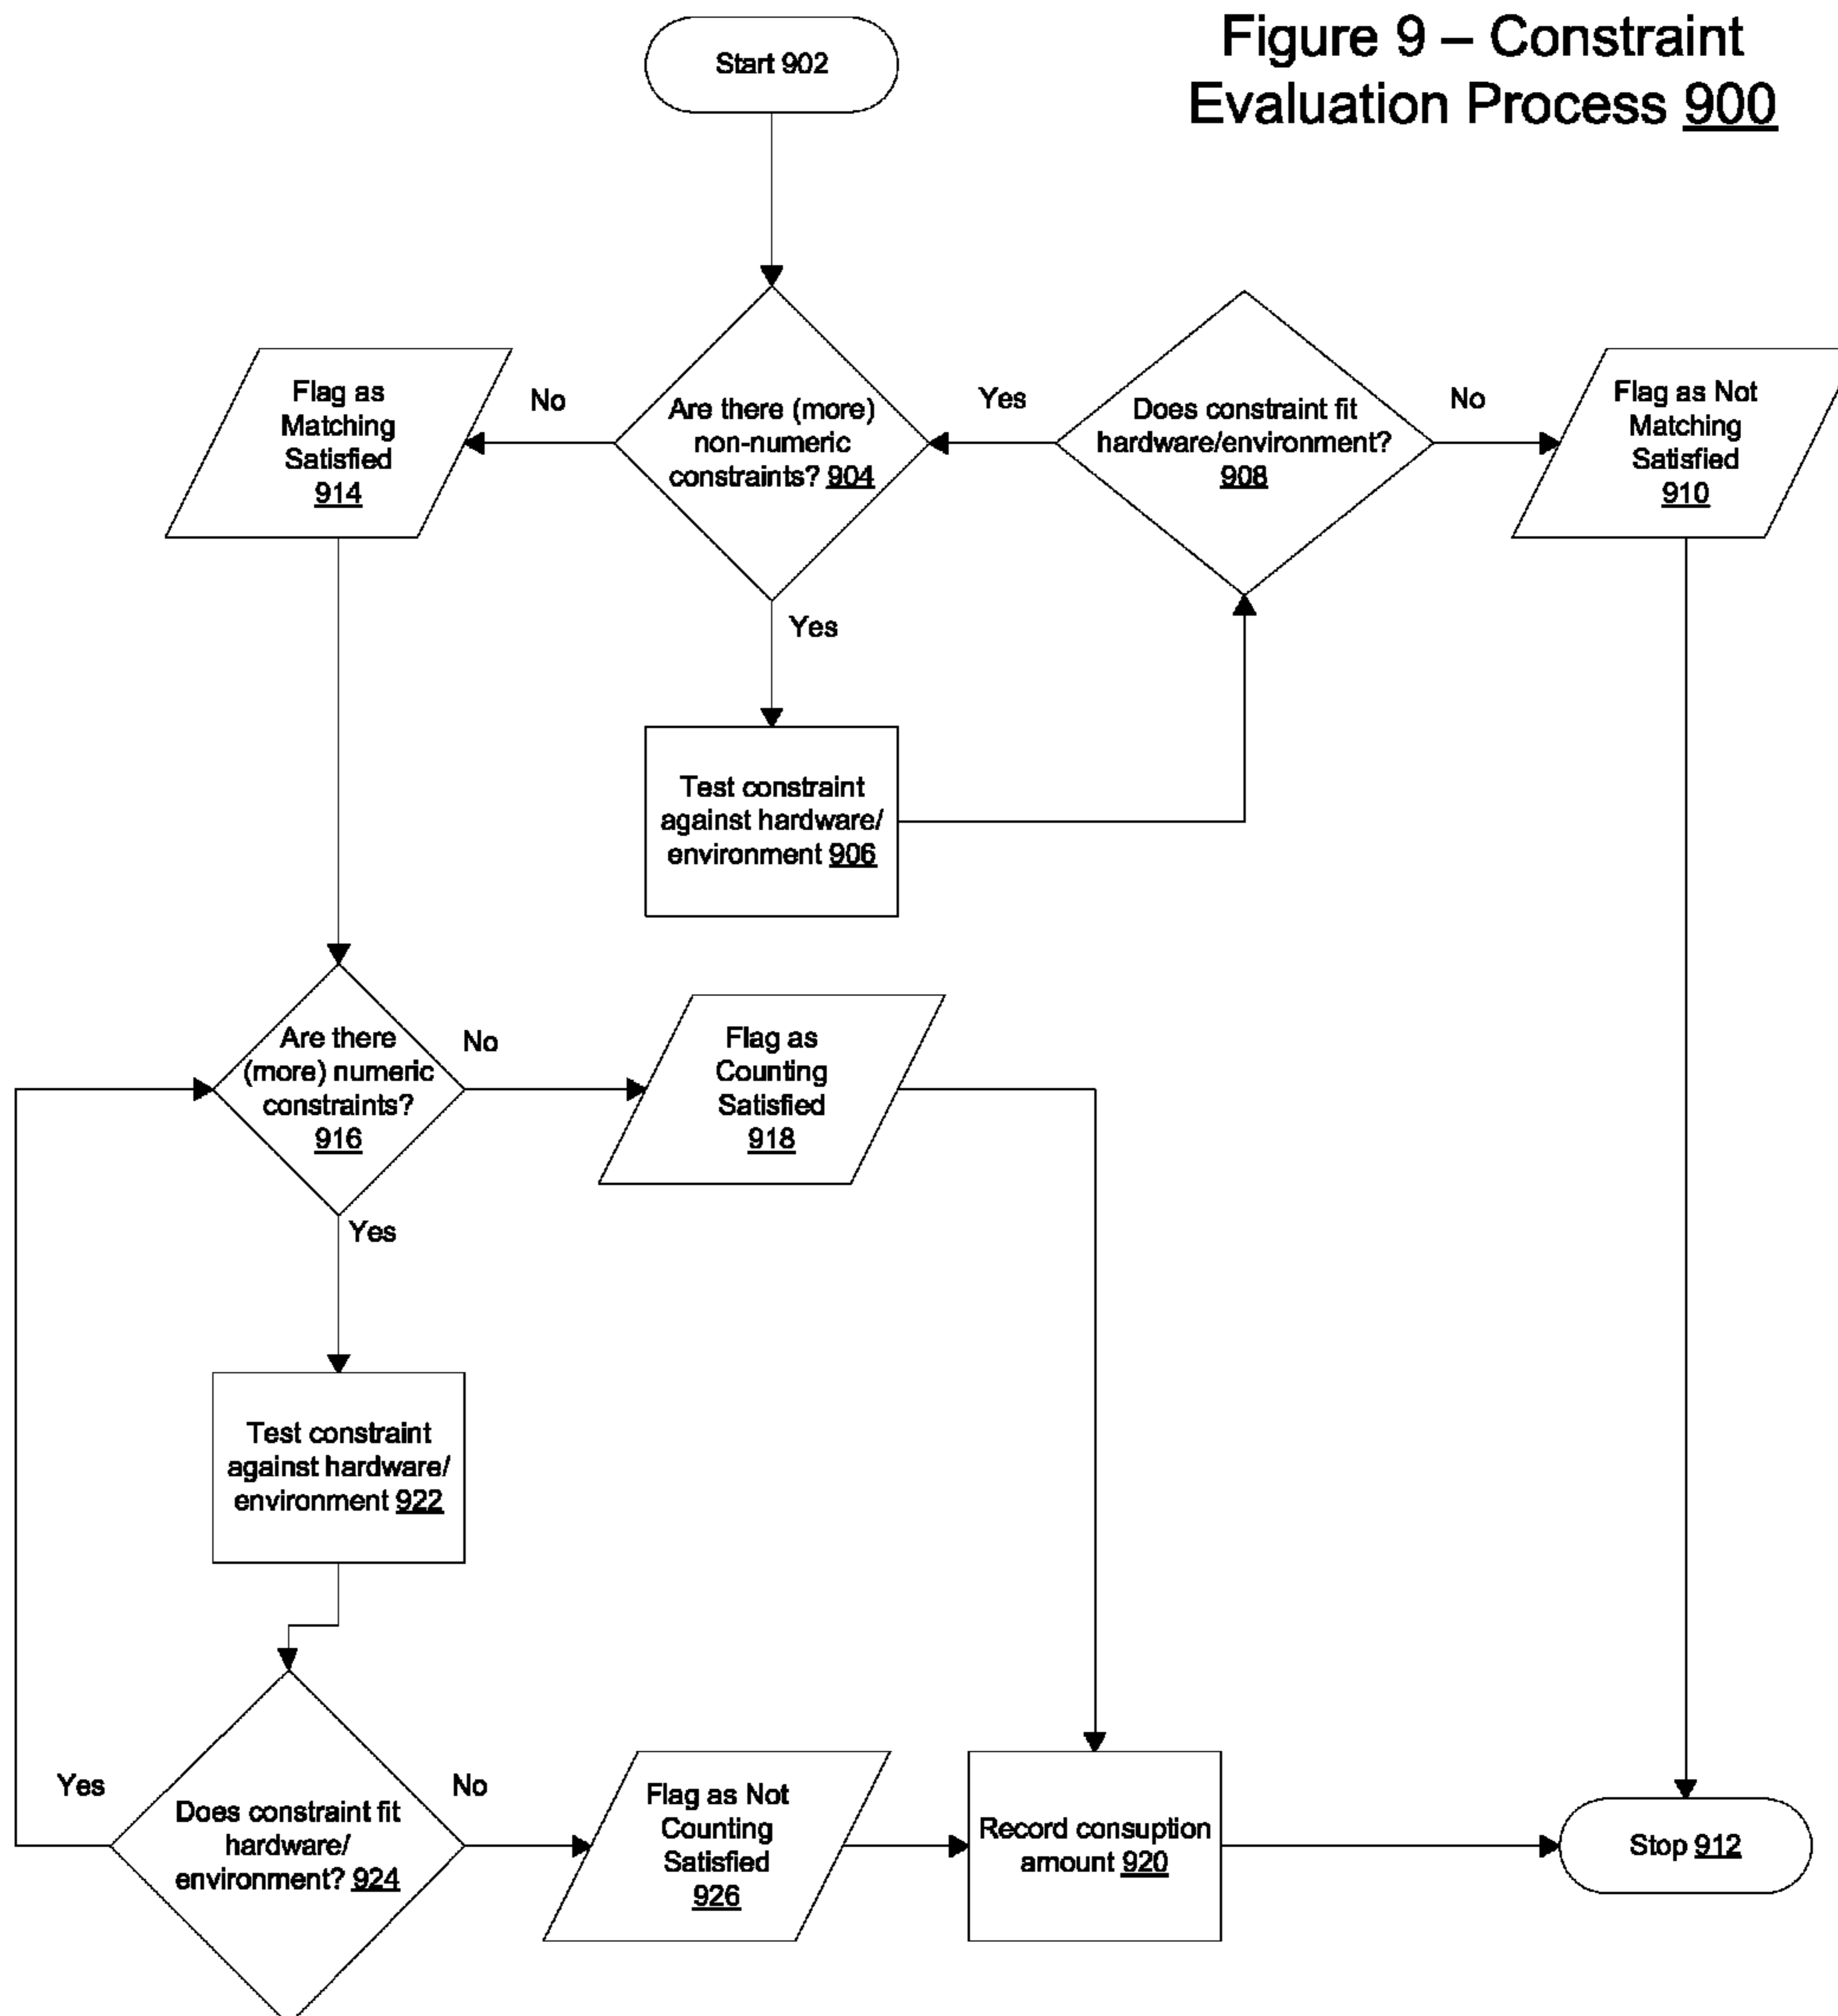 Figure 9 – Constraint
Evaluation Process 900
Start 902
Flag as
Matching
Satisfied
914
No
Are there (more)
non-numeric
constraints? 904
Yes
Does constraint fit
hardware/environment?
908
No
Flag as Not
Matching
Satisfied
910
Yes
Test constraint
against hardware/
environment 906
Are there
(more) numeric
constraints?
916
No
Flag as
Counting
Satisfied
918
Yes
Test constraint
against hardware/
environment 922
Yes
Does constraint fit
hardware/
environment? 924
No
Flag as Not
Counting
Satisfied
926
Record consuption
amount 920
Stop 912